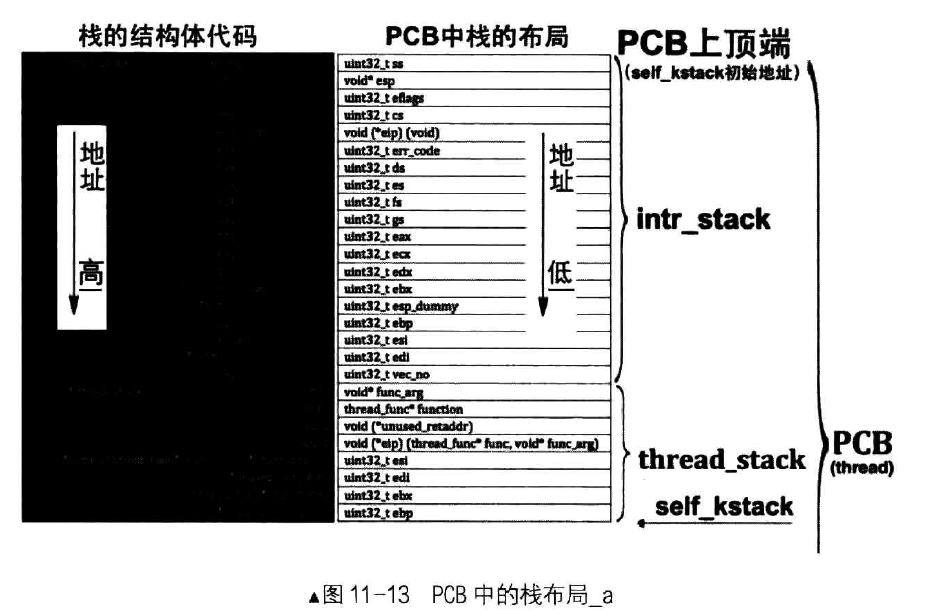 栈的结构体代码
PCB中栈的布局
PCB上顶端
(self_kstack初始地址)
地址
高
uint32_t ss
void* esp
uint32_t eflags
uint32_t cs
void (*eip) (void)
uint32_t err_code
uint32_t ds
uint32_t es
uint32_t fs
uint32_t gs
uint32_t eax
uint32_t ecx
uint32_t edx
uint32_t ebx
uint32_t esp_dummy
uint32_t ebp
uint32_t esi
uint32_t edi
uint32_t vec_no
void* func_arg
thread_func* function
void (*unused_retaddr)
void (*eip) (thread_func* func, void* func_arg)
uint32_t esi
uint32_t edi
uint32_t ebx
uint32_t ebp
地址
低
intr_stack
thread_stack
self_kstack
PCB
(thread)
▲图 11-13 PCB 中的栈布局_a